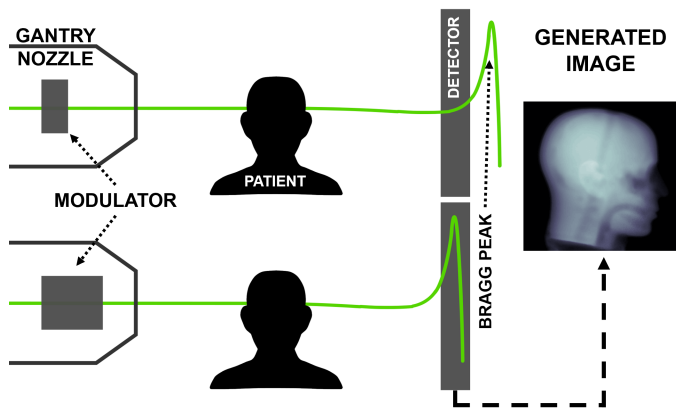 GANTRY
NOZZLE
DETECTOR
GENERATED
IMAGE
PATIENT
MODULATOR
BRAGG PEAK